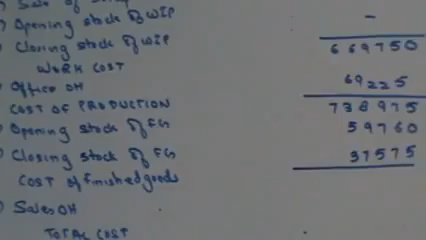 Opening stock of WIP -
Closing stock of WIP
WORK COST 669750
Office OH 69225
COST OF PRODUCTION 738975
Opening stock of FG 59760
Closing stock of FG 37575
Cost of Finished goods
Sales OH
TOTAL COST